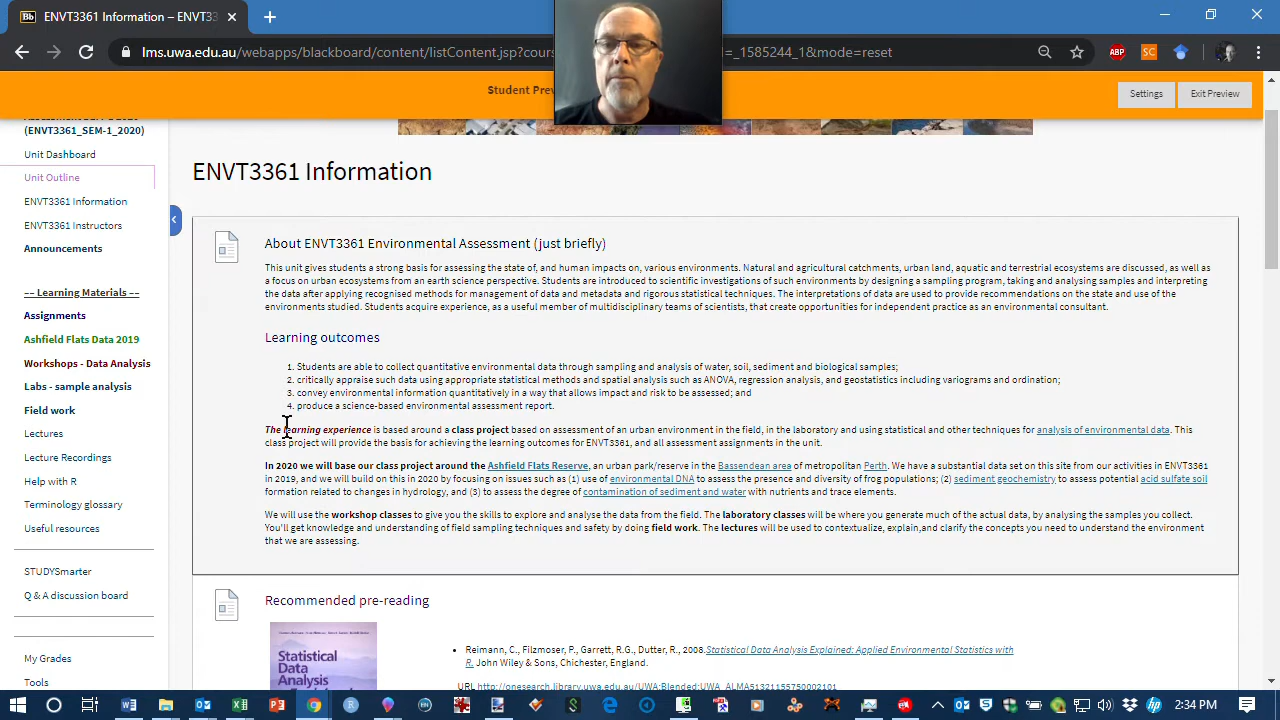 ENVT3361 Information – ENVT33
lms.uwa.edu.au/webapps/blackboard/content/listContent.jsp?cours
d=_1585244_1&mode=reset
ABP
SC
Student Prev
Settings
Exit Preview
(ENVT3361_SEM-1_2020)
Unit Dashboard
Unit Outline
ENVT3361 Information
ENVT3361 Instructors
Announcements
–– Learning Materials ––
Assignments
Ashfield Flats Data 2019
Workshops - Data Analysis
Labs - sample analysis
Field work
Lectures
Lecture Recordings
Help with R
Terminology glossary
Useful resources
STUDYSmarter
Q & A discussion board
My Grades
Tools
ENVT3361 Information
About ENVT3361 Environmental Assessment (just briefly)
This unit gives students a strong basis for assessing the state of, and human impacts on, various environments. Natural and agricultural catchments, urban land, aquatic and terrestrial ecosystems are discussed, as well as
a focus on urban ecosystems from an earth science perspective. Students are introduced to scientific investigations of such environments by designing a sampling program, taking and analysing samples and interpreting
the data after applying recognised methods for management of data and metadata and rigorous statistical techniques. The interpretations of data are used to provide recommendations on the state and use of the
environments studied. Students acquire experience, as a useful member of multidisciplinary teams of scientists, that create opportunities for independent practice as an environmental consultant.
Learning outcomes
1. Students are able to collect quantitative environmental data through sampling and analysis of water, soil, sediment and biological samples;
2. critically appraise such data using appropriate statistical methods and spatial analysis such as ANOVA, regression analysis, and geostatistics including variograms and ordination;
3. convey environmental information quantitatively in a way that allows impact and risk to be assessed; and
4. produce a science-based environmental assessment report.
The learning experience is based around a class project based on assessment of an urban environment in the field, in the laboratory and using statistical and other techniques for analysis of environmental data. This
class project will provide the basis for achieving the learning outcomes for ENVT3361, and all assessment assignments in the unit.
In 2020 we will base our class project around the Ashfield Flats Reserve, an urban park/reserve in the Bassendean area of metropolitan Perth. We have a substantial data set on this site from our activities in ENVT3361
in 2019, and we will build on this in 2020 by focusing on issues such as (1) use of environmental DNA to assess the presence and diversity of frog populations; (2) sediment geochemistry to assess potential acid sulfate soil
formation related to changes in hydrology, and (3) to assess the degree of contamination of sediment and water with nutrients and trace elements.
We will use the workshop classes to give you the skills to explore and analyse the data from the field. The laboratory classes will be where you generate much of the actual data, by analysing the samples you collect.
You'll get knowledge and understanding of field sampling techniques and safety by doing field work. The lectures will be used to contextualize, explain,and clarify the concepts you need to understand the environment
that we are assessing.
Recommended pre-reading
Statistical
Data
Analysis
Reimann, C., Filzmoser, P., Garrett, R.G., Dutter, R., 2008.Statistical Data Analysis Explained: Applied Environmental Statistics with
R. John Wiley & Sons, Chichester, England.
URL http://onesearch.library.uwa.edu.au/UWA:Blended:UWA_ALMA51321155750002101
2:34 PM